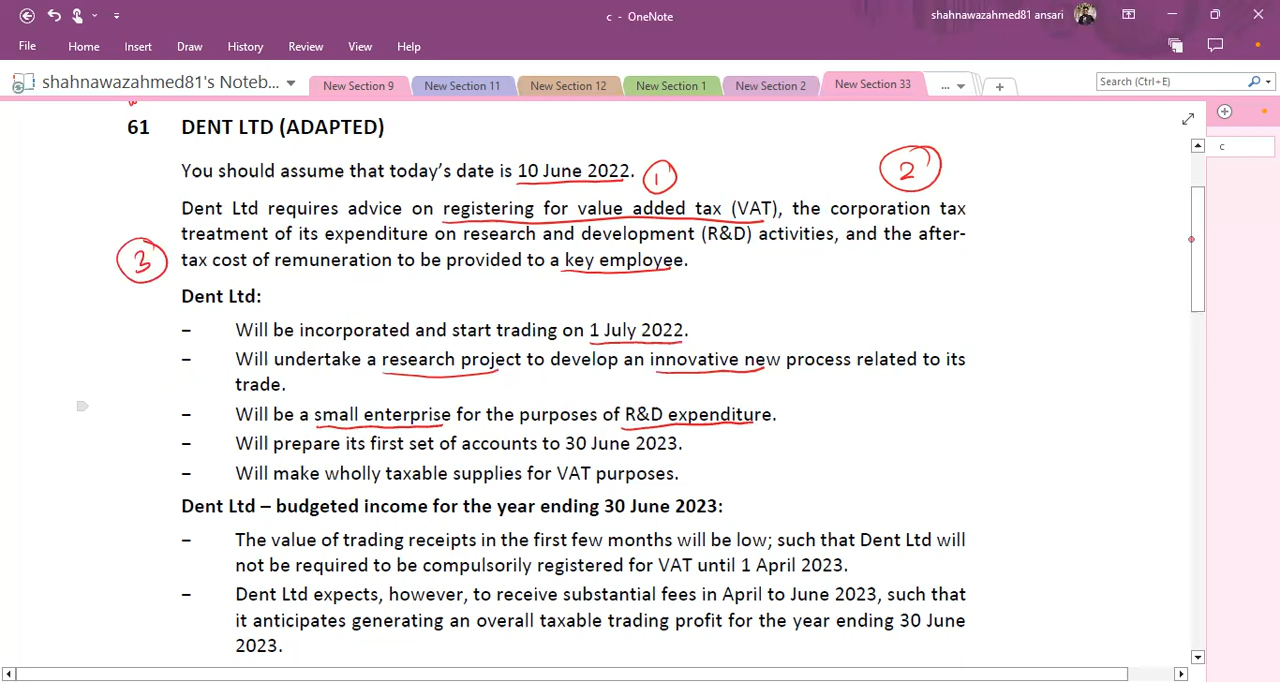 c - OneNote
shahnawazahmed81 ansari
File Home Insert Draw History Review View Help
shahnawazahmed81's Noteb... New Section 9 New Section 11 New Section 12 New Section 1 New Section 2 New Section 33 ... Search (Ctrl+E)
c
61 DENT LTD (ADAPTED)
You should assume that today's date is 10 June 2022.
1
2
Dent Ltd requires advice on registering for value added tax (VAT), the corporation tax
treatment of its expenditure on research and development (R&D) activities, and the after-
3
tax cost of remuneration to be provided to a key employee.
Dent Ltd:
– Will be incorporated and start trading on 1 July 2022.
– Will undertake a research project to develop an innovative new process related to its
trade.
– Will be a small enterprise for the purposes of R&D expenditure.
– Will prepare its first set of accounts to 30 June 2023.
– Will make wholly taxable supplies for VAT purposes.
Dent Ltd – budgeted income for the year ending 30 June 2023:
– The value of trading receipts in the first few months will be low; such that Dent Ltd will
not be required to be compulsorily registered for VAT until 1 April 2023.
– Dent Ltd expects, however, to receive substantial fees in April to June 2023, such that
it anticipates generating an overall taxable trading profit for the year ending 30 June
2023.